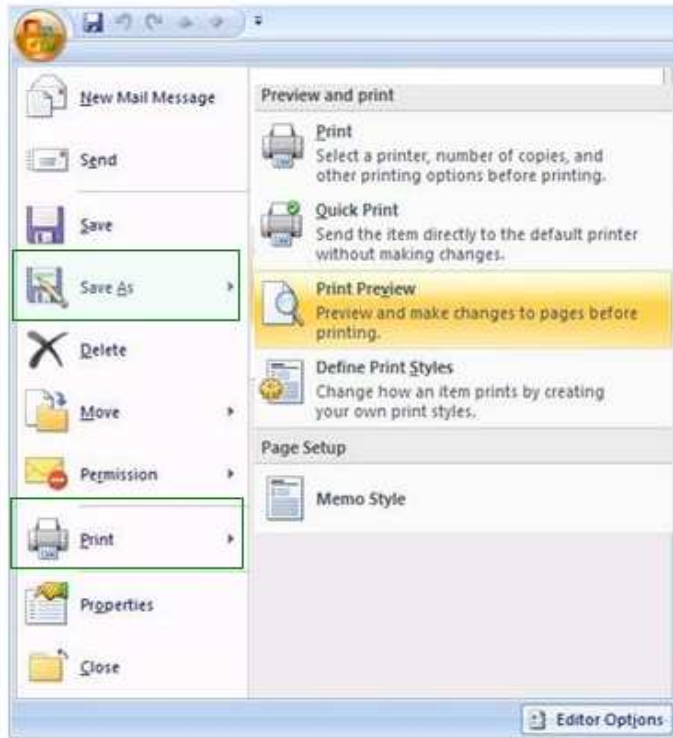 New Mail Message
Send
Save
Save As
Delete
Move
Permission
Print
Properties
Close
Preview and print
Print
Select a printer, number of copies, and
other printing options before printing.
Quick Print
Send the item directly to the default printer
without making changes.
Print Preview
Preview and make changes to pages before
printing.
Define Print Styles
Change how an item prints by creating
your own print styles.
Page Setup
Memo Style
Editor Options